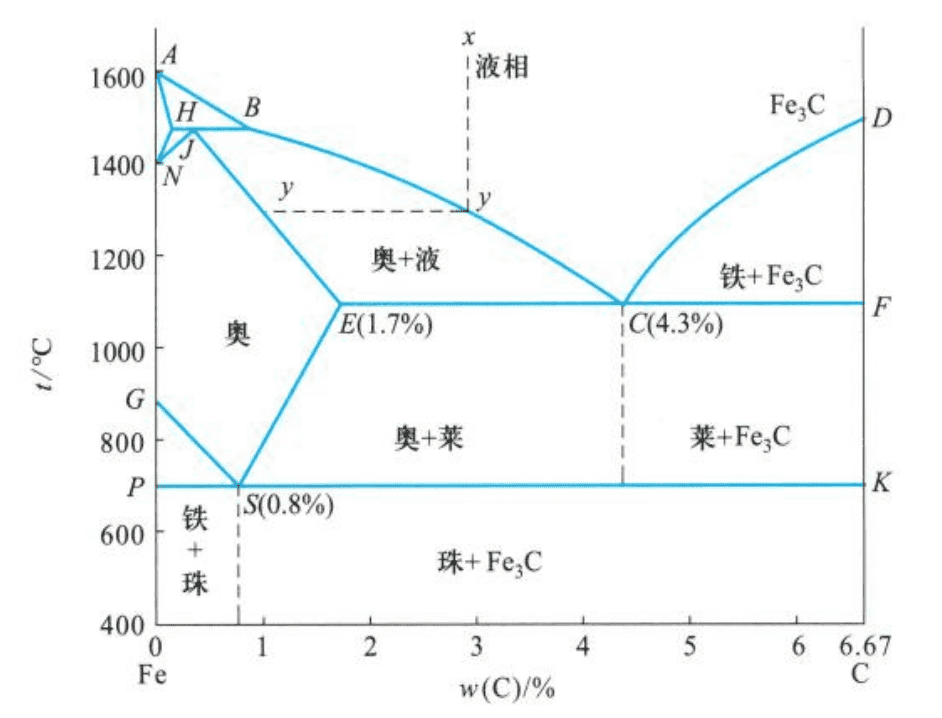 x
液相
A
1600
H
B
Fe₃C
D
J
1400
N
y
y
奥+液
1200
铁+Fe₃C
F
E(1.7%)
C(4.3%)
奥
t/°C
1000
G
奥+莱
莱+Fe₃C
800
P
K
S(0.8%)
铁
+
珠
600
珠+Fe₃C
400
0 1 2 3 4 5 6 6.67
Fe
C
w(C)/%